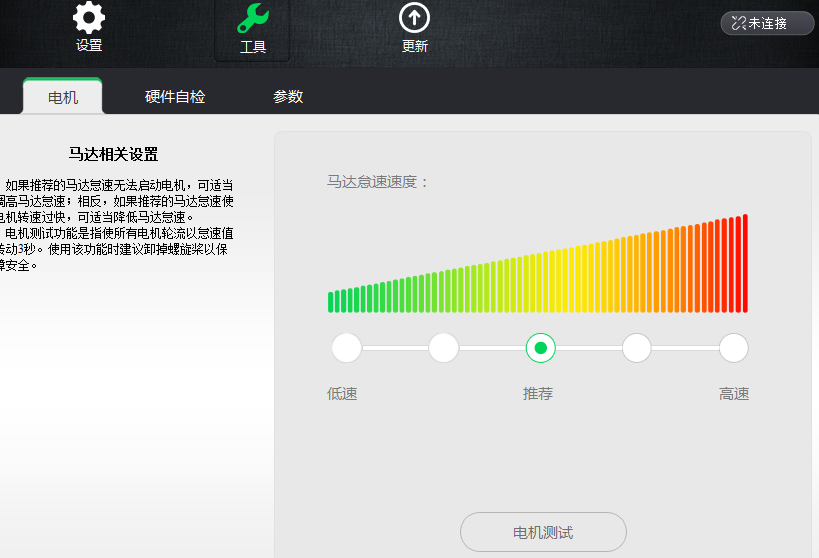 设置
工具
更新
未连接
电机
硬件自检
参数
马达相关设置
如果推荐的马达怠速无法启动电机，可适当
调高马达怠速；相反，如果推荐的马达怠速使
电机转速过快，可适当降低马达怠速。
电机测试功能是指使所有电机轮流以怠速值
转动3秒。使用该功能时建议卸掉螺旋桨以保
障安全。
马达怠速速度：
低速
推荐
高速
电机测试